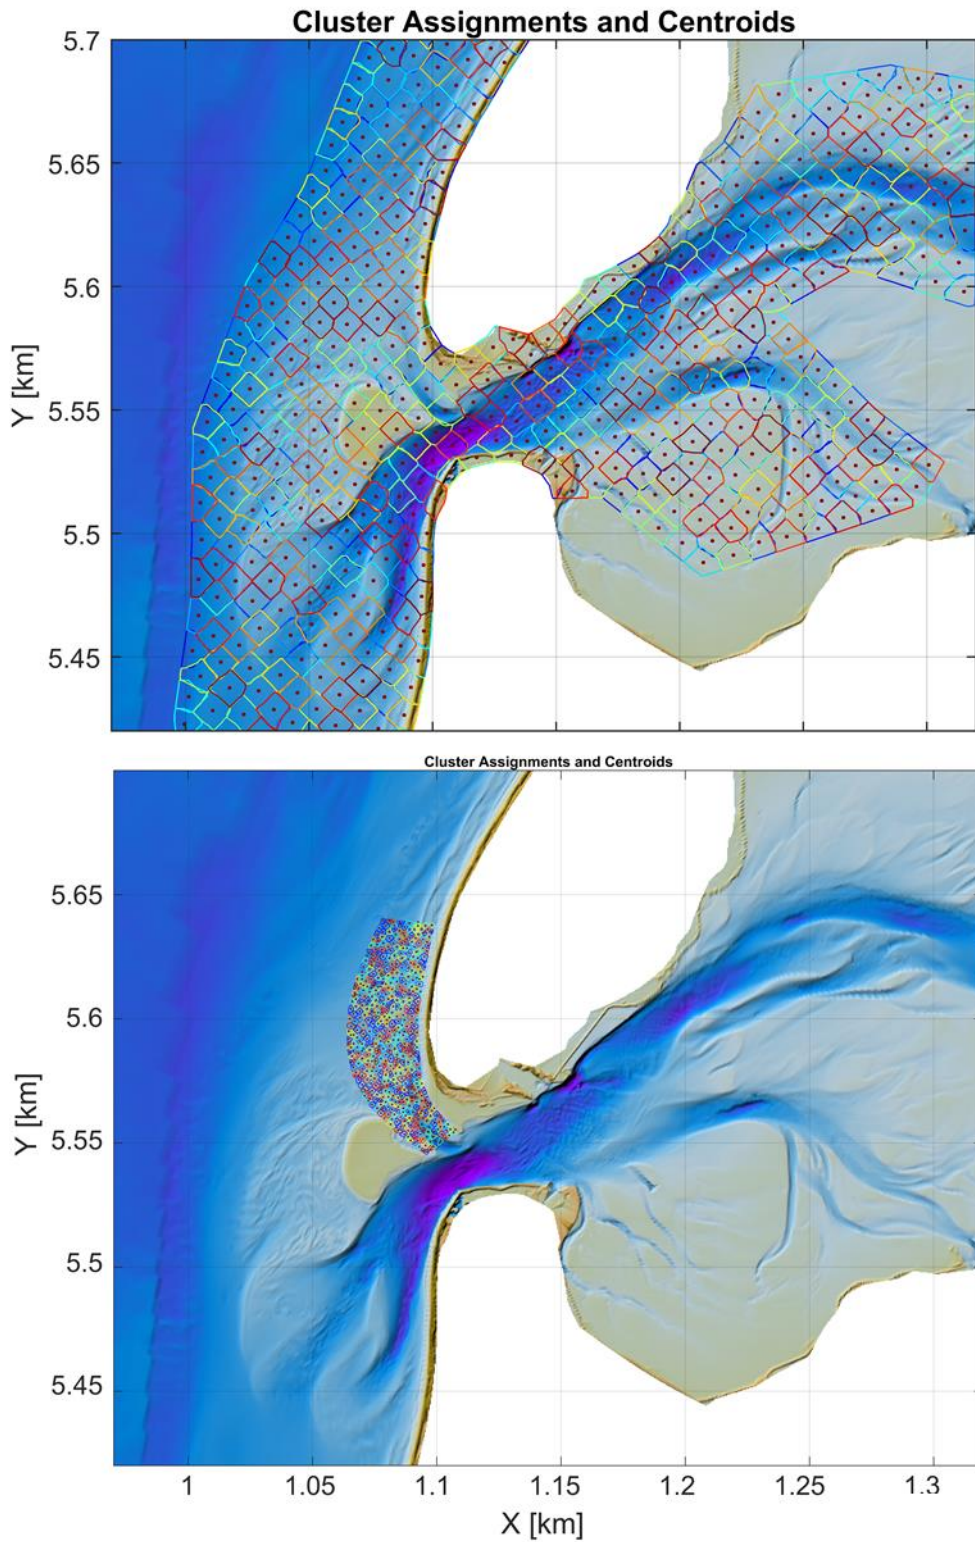 Cluster Assignments and Centroids
5.7
5.65
5.6
5.55
5.5
5.45
Y [km]
Cluster Assignments and Centroids
5.65
5.6
5.55
5.5
5.45
Y [km]
1 1.05 1.1 1.15 1.2 1.25 1.3
X [km]